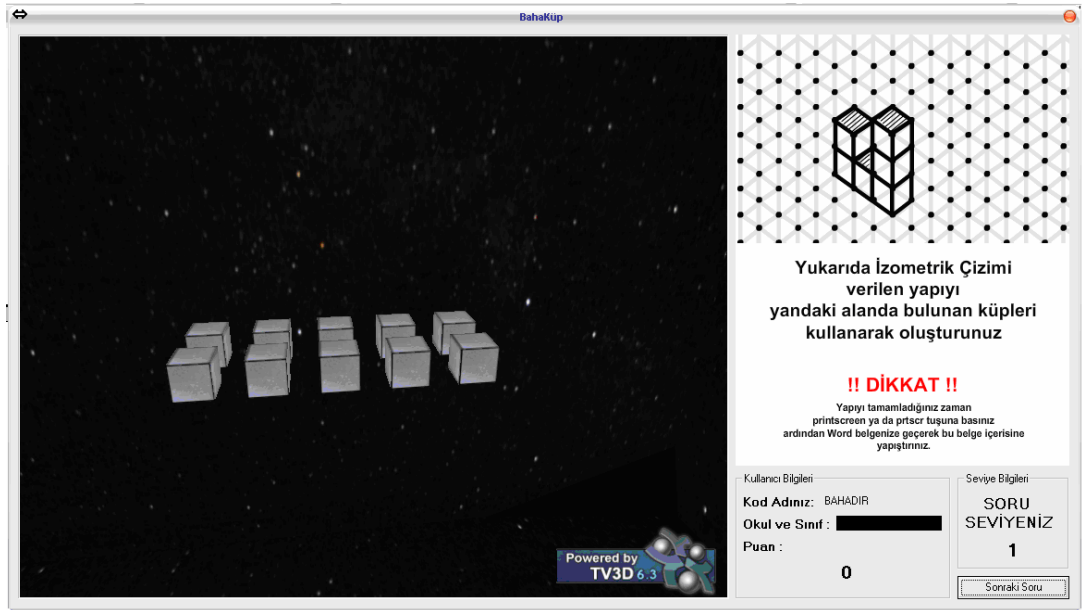 BahaKüp
Yukarıda İzometrik Çizimi
verilen yapıyı
yandaki alanda bulunan küpleri
kullanarak oluşturunuz
!! DİKKAT !!
Yapıyı tamamladığınız zaman
printscreen ya da prtscr tuşuna basınız
ardından Word belgenize geçerek bu belge içerisine
yapıştırınız.
Kullanıcı Bilgileri
Kod Adınız: BAHADIR
Okul ve Sınıf :
Puan :
0
Seviye Bilgileri
SORU
SEVİYENİZ
1
Sonraki Soru
Powered by
TV3D 6.3